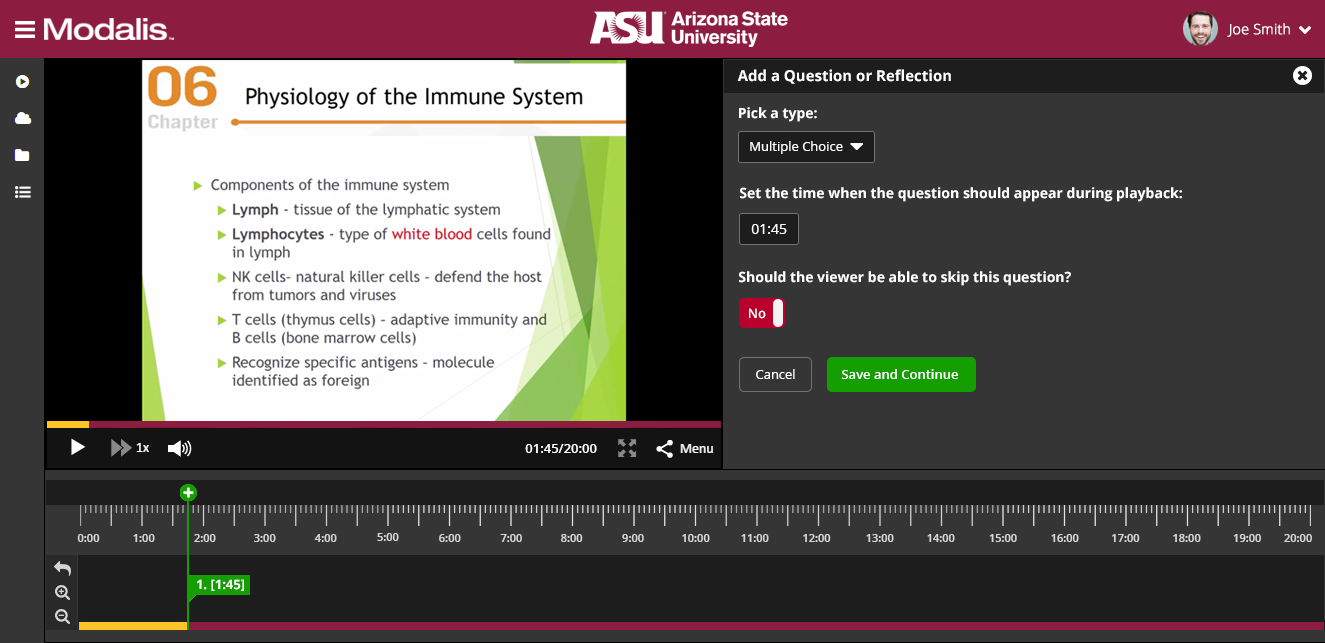 Modalis™
ASU Arizona State
University
Joe Smith
06
Chapter
Physiology of the Immune System
Components of the immune system
Lymph - tissue of the lymphatic system
Lymphocytes - type of white blood cells found
in lymph
NK cells- natural killer cells - defend the host
from tumors and viruses
T cells (thymus cells) - adaptive immunity and
B cells (bone marrow cells)
Recognize specific antigens - molecule
identified as foreign
1x
01:45/20:00
Menu
Add a Question or Reflection
Pick a type:
Multiple Choice
Set the time when the question should appear during playback:
01:45
Should the viewer be able to skip this question?
No
Cancel
Save and Continue
0:00 1:00 2:00 3:00 4:00 5:00 6:00 7:00 8:00 9:00 10:00 11:00 12:00 13:00 14:00 15:00 16:00 17:00 18:00 19:00 20:00
1. [1:45]